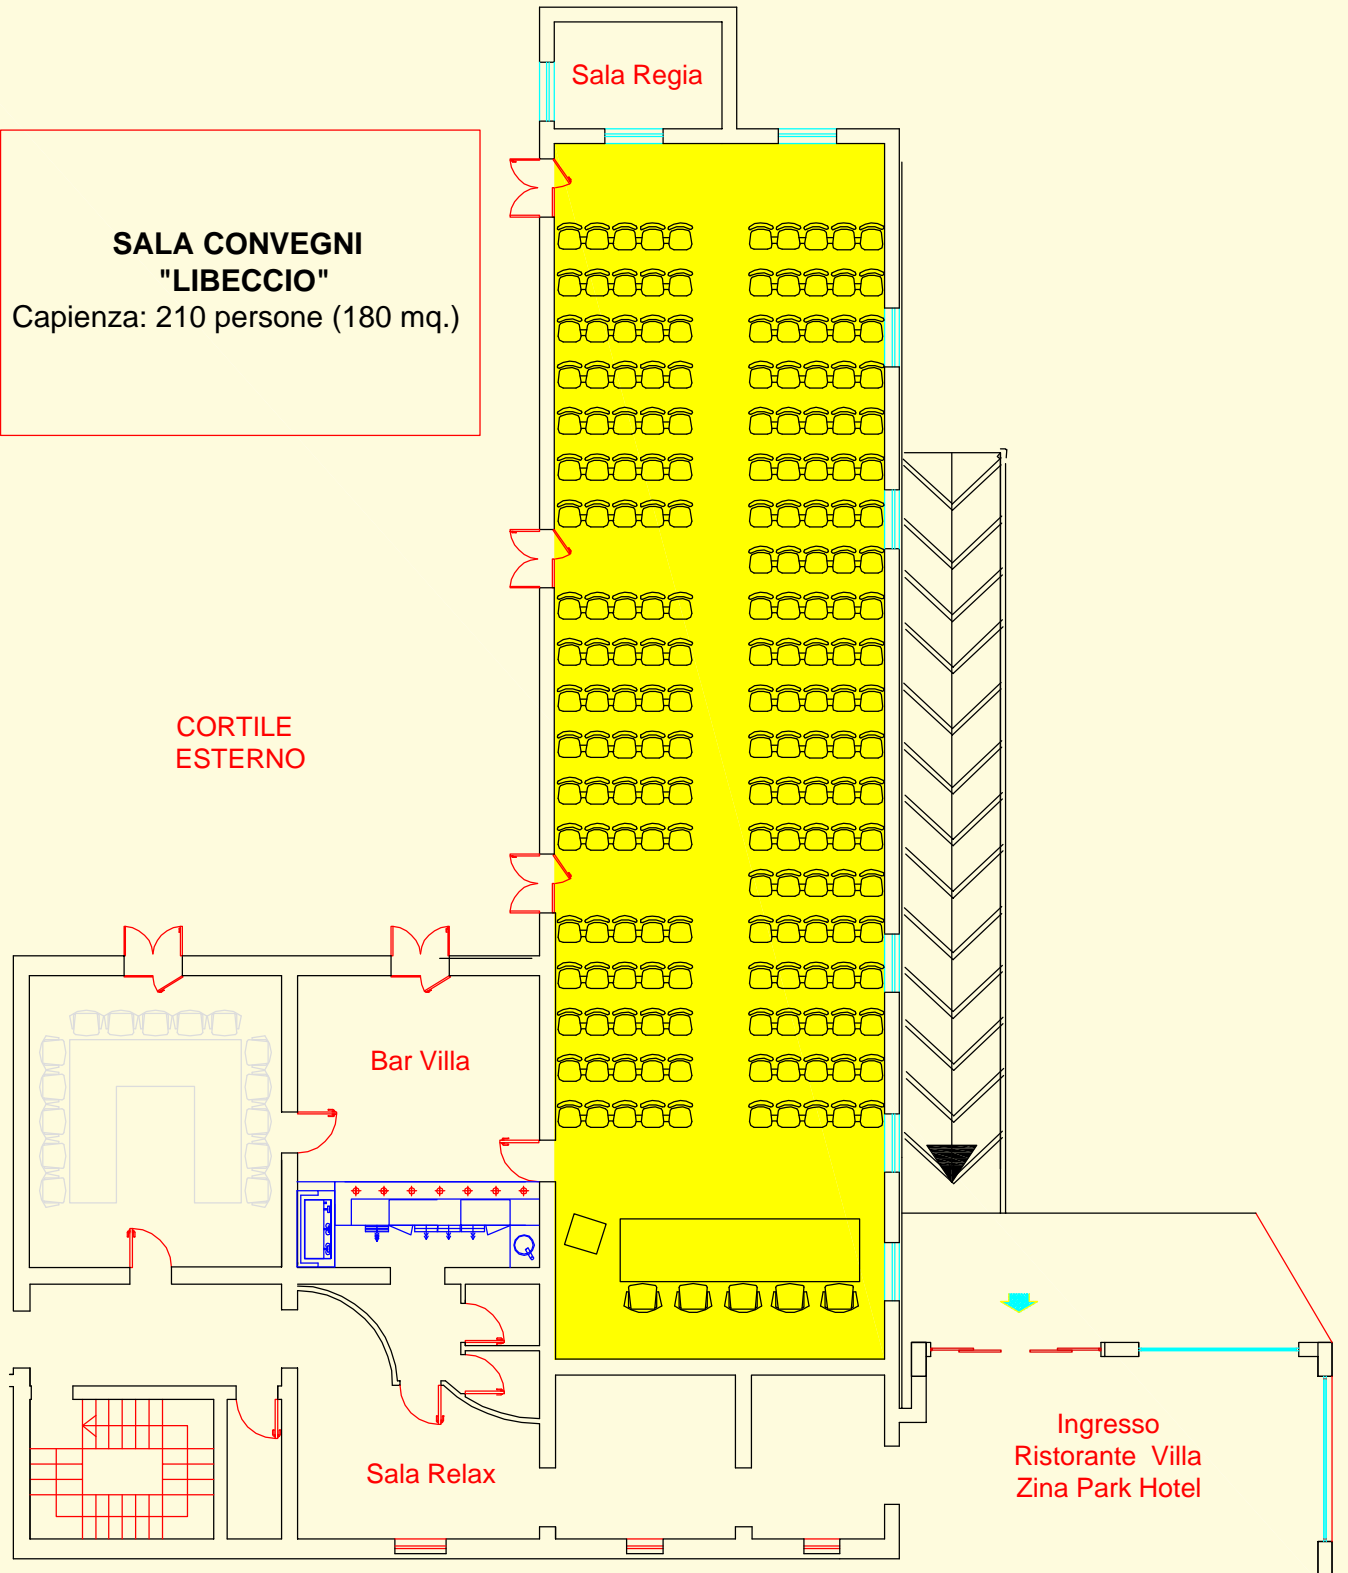 Sala Regia
SALA CONVEGNI
"LIBECCIO"
Capienza: 210 persone (180 mq.)
CORTILE
ESTERNO
Bar Villa
Sala Relax
Ingresso
Ristorante Villa
Zina Park Hotel